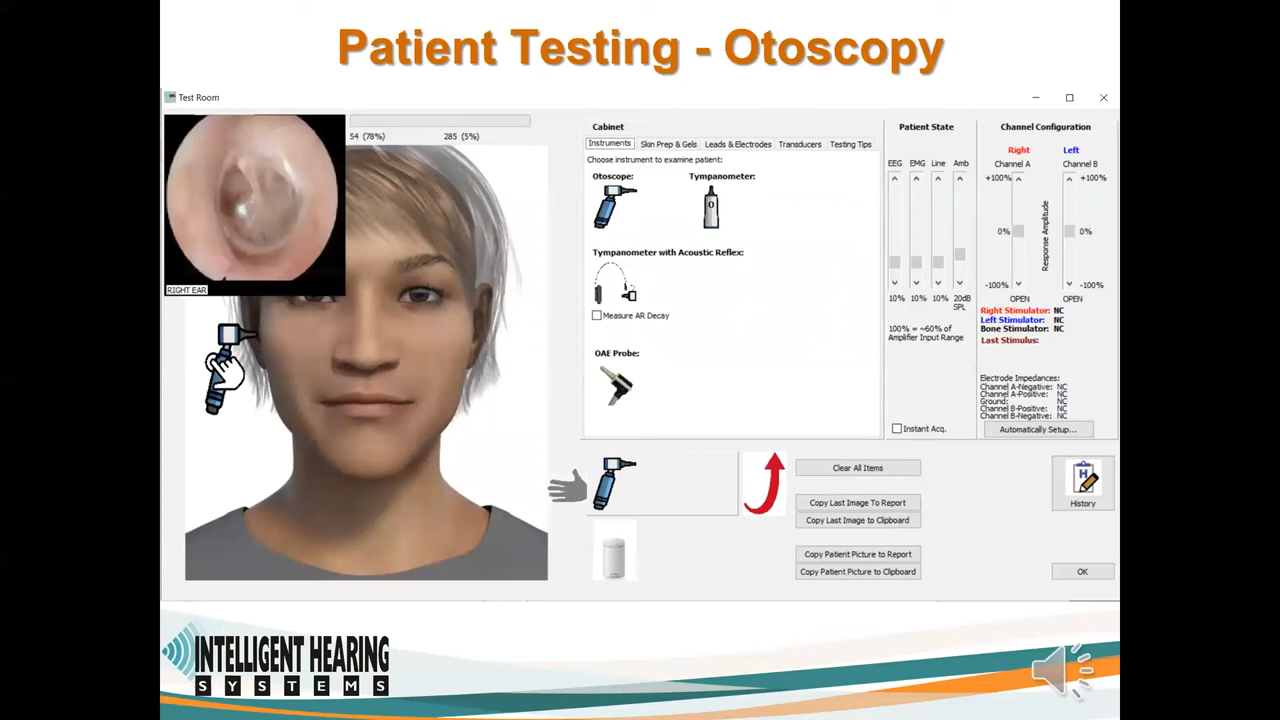 Patient Testing - Otoscopy
Test Room
54 (78%) 285 (5%)
RIGHT EAR
Cabinet
Instruments Skin Prep & Gels Leads & Electrodes Transducers Testing Tips
Choose instrument to examine patient:
Otoscope: Tympanometer:
Tympanometer with Acoustic Reflex:
Measure AR Decay
OAE Probe:
Patient State
EEG EMG Line Amb
10% 10% 10% 20dB
SPL
100% = ~60% of
Amplifier Input Range
Instant Acq.
Channel Configuration
Right Left
Channel A Channel B
+100% +100%
0% 0%
Response Amplitude
-100% -100%
OPEN OPEN
Right Stimulator: NC
Left Stimulator: NC
Bone Stimulator: NC
Last Stimulus:
Electrode Impedances:
Channel A-Negative: NC
Channel A-Positive: NC
Ground: NC
Channel B-Positive: NC
Channel B-Negative: NC
Automatically Setup...
Clear All Items
Copy Last Image To Report
Copy Last Image to Clipboard
Copy Patient Picture to Report
Copy Patient Picture to Clipboard
H
History
OK
INTELLIGENT HEARING
SYSTEMS